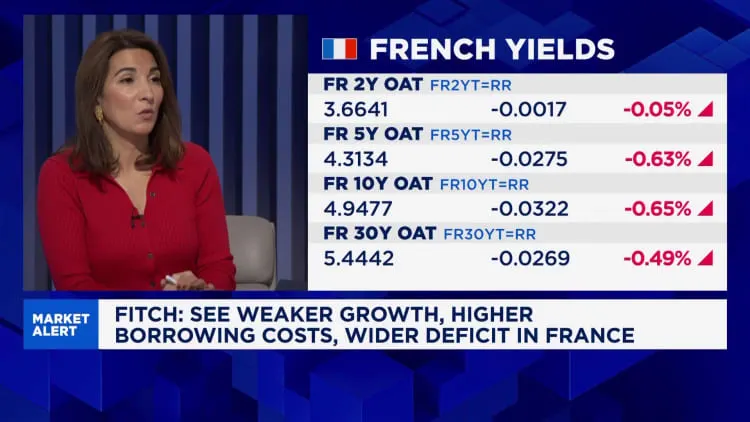 FRENCH YIELDS
FR 2Y OAT FR2YT=RR
3.6641 -0.0017 -0.05%
FR 5Y OAT FR5YT=RR
4.3134 -0.0275 -0.63%
FR 10Y OAT FR10YT=RR
4.9477 -0.0322 -0.65%
FR 30Y OAT FR30YT=RR
5.4442 -0.0269 -0.49%
MARKET
ALERT
FITCH: SEE WEAKER GROWTH, HIGHER
BORROWING COSTS, WIDER DEFICIT IN FRANCE